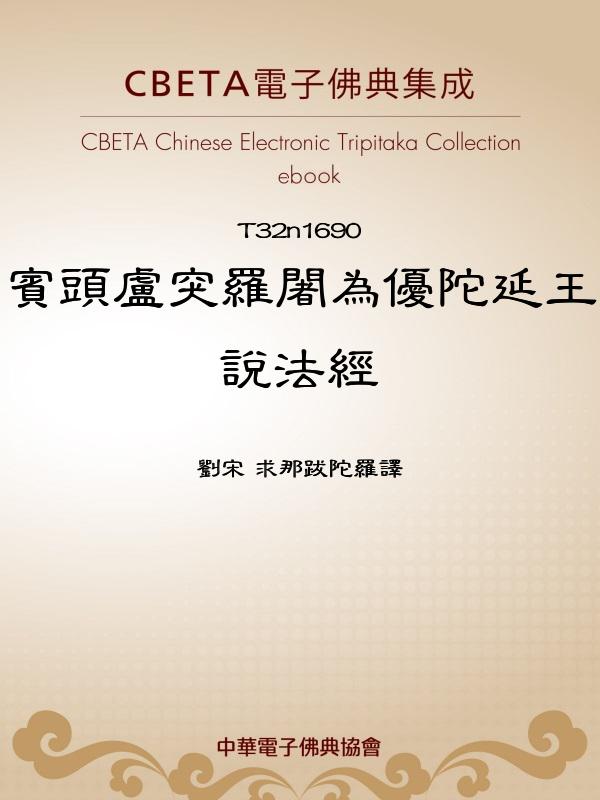 CBETA電子佛典集成
CBETA Chinese Electronic Tripitaka Collection
ebook
T32n1690
賓頭盧突羅闍為優陀延王
說法經
劉宋 求那跋陀羅譯
中華電子佛典協會